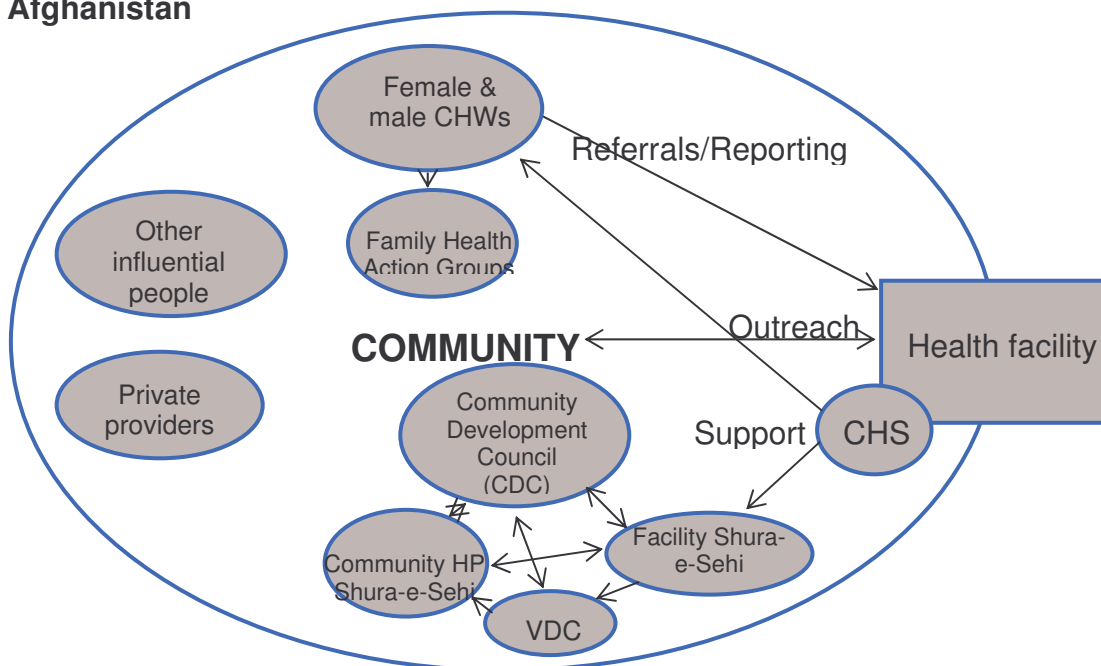 Afghanistan
Female &
male CHWs
Referrals/Reporting
Other
influential
people
Family Health
Action Groups
Outreach
COMMUNITY
Health facility
Private
providers
Community
Development
Council
(CDC)
Support
CHS
Facility Shura-
e-Sehi
Community HP
Shura-e-Sehi
VDC